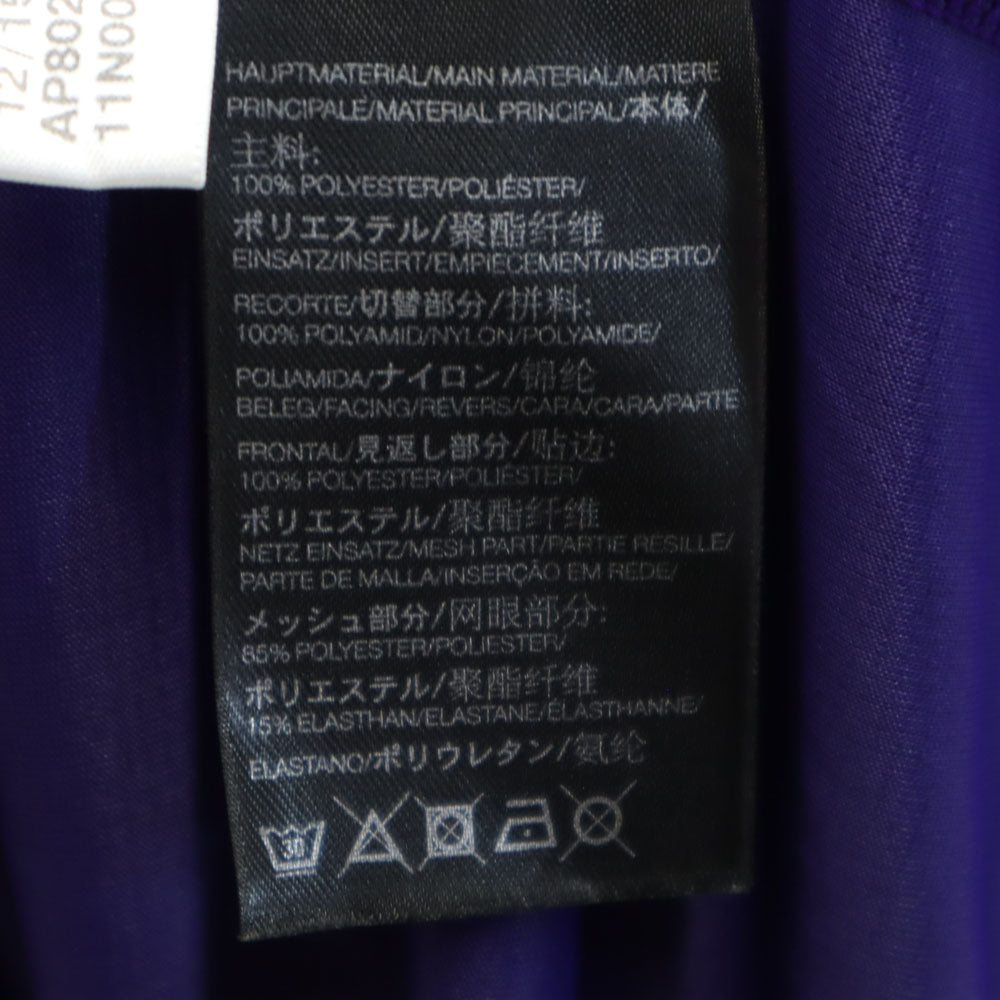 12/15
AP802
11N00
HAUPTMATERIAL/MAIN MATERIAL/MATIERE
PRINCIPALE/MATERIAL PRINCIPAL/本体/
主料:
100% POLYESTER/POLIÉSTER/
ポリエステル/聚酯纤维
EINSATZ/INSERT/EMPIECEMENT/INSERTO/
RECORTE/切替部分/拼料:
100% POLYAMID/NYLON/POLYAMIDE/
POLIAMIDA/ナイロン/锦纶
BELEG/FACING/REVERS/CARA/CARA/PARTE
FRONTAL/見返し部分/贴边:
100% POLYESTER/POLIÉSTER/
ポリエステル/聚酯纤维
NETZ EINSATZ/MESH PART/PARTIE RESILLE/
PARTE DE MALLA/INSERÇÃO EM REDE/
メッシュ部分/网眼部分:
85% POLYESTER/POLIESTER/
ポリエステル/聚酯纤维
15% ELASTHAN/ELASTANE/ÉLASTHANNE/
ELASTANO/ポリウレタン/氨纶
30